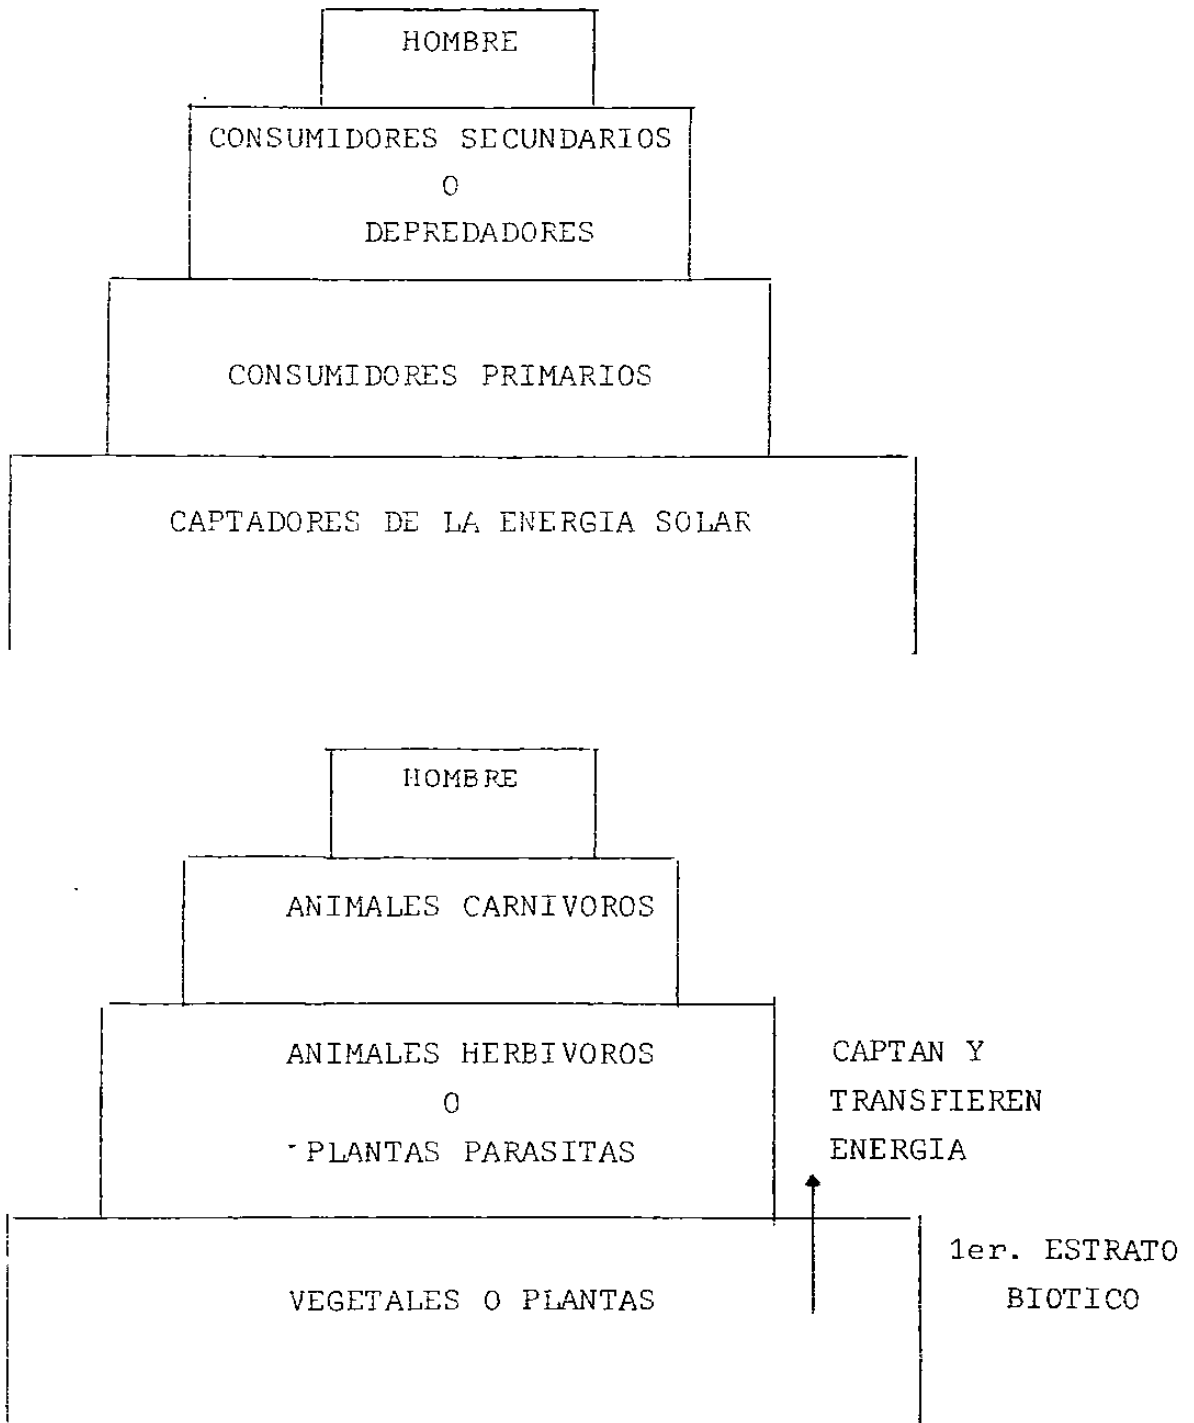 HOMBRE
CONSUMIDORES SECUNDARIOS
O
DEPREDADORES
CONSUMIDORES PRIMARIOS
CAPTADORES DE LA ENERGIA SOLAR
HOMBRE
ANIMALES CARNIVOROS
ANIMALES HERBIVOROS
O
PLANTAS PARASITAS
CAPTAN Y
TRANSFIEREN
ENERGIA
VEGETALES O PLANTAS
1er. ESTRATO
BIOTICO